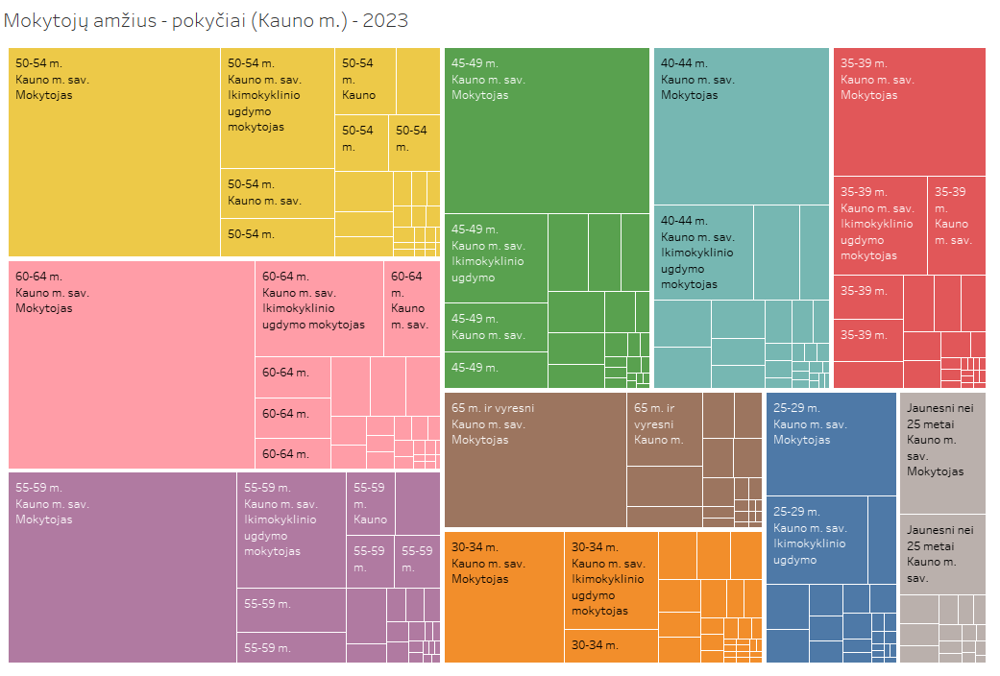 Mokytojų amžius - pokyčiai (Kauno m.) - 2023
50-54 m.
Kauno m. sav.
Mokytojas
50-54 m.
Kauno m. sav.
Ikimokyklinio
ugdymo
mokytojas
50-54
m.
Kauno
50-54
m.
50-54
m.
50-54 m.
Kauno m. sav.
50-54 m.
60-64 m.
Kauno m. sav.
Mokytojas
60-64 m.
Kauno m. sav.
Ikimokyklinio
ugdymo mokytojas
60-64
m.
Kauno
m. sav.
60-64 m.
60-64 m.
60-64 m.
55-59 m.
Kauno m. sav.
Mokytojas
55-59 m.
Kauno m. sav.
Ikimokyklinio
ugdymo
mokytojas
55-59
m.
Kauno
55-59
m.
55-59
m.
55-59 m.
55-59 m.
45-49 m.
Kauno m. sav.
Mokytojas
45-49 m.
Kauno m. sav.
Ikimokyklinio
ugdymo
45-49 m.
Kauno m. sav.
45-49 m.
40-44 m.
Kauno m. sav.
Mokytojas
40-44 m.
Kauno m. sav.
Ikimokyklinio
ugdymo
mokytojas
35-39 m.
Kauno m. sav.
Mokytojas
35-39 m.
Kauno m. sav.
Ikimokyklinio
ugdymo
mokytojas
35-39
m.
Kauno
m. sav.
35-39 m.
35-39 m.
65 m. ir vyresni
Kauno m. sav.
Mokytojas
65 m. ir
vyresni
Kauno m.
30-34 m.
Kauno m. sav.
Mokytojas
30-34 m.
Kauno m. sav.
Ikimokyklinio
ugdymo
mokytojas
30-34 m.
25-29 m.
Kauno m. sav.
Mokytojas
25-29 m.
Kauno m. sav.
Ikimokyklinio
ugdymo
Jaunesni nei
25 metai
Kauno m.
sav.
Mokytojas
Jaunesni nei
25 metai
Kauno m.
sav.